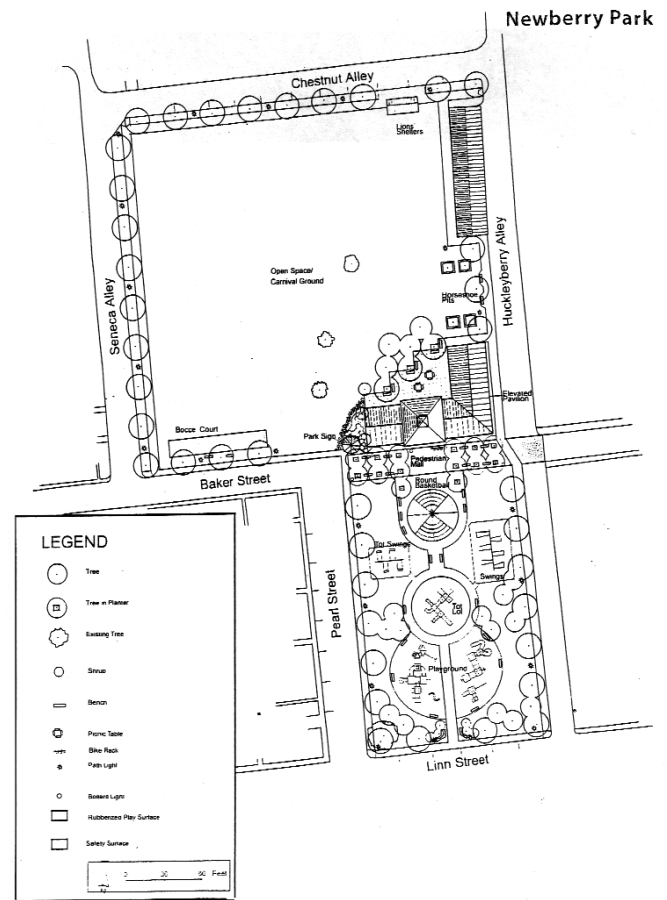 Newberry Park
Chestnut Alley
Lions
Shelters
Seneca Alley
Huckleyberry Alley
Open Space/
Carnival Ground
Horseshoe
Pits
Elevated
Pavilion
Bocce Court
Park Sign
Pedestrian
Mall
Baker Street
Round
Basketball
Tot Swings
Swings
Pearl Street
Tot
Lot
Playground
Linn Street
LEGEND
Tree
Tree in Planter
Existing Tree
Shrub
Bench
Picnic Table
Bike Rack
Path Light
Bollard Light
Rubberized Play Surface
Safety Surface
0 30 60 Feet